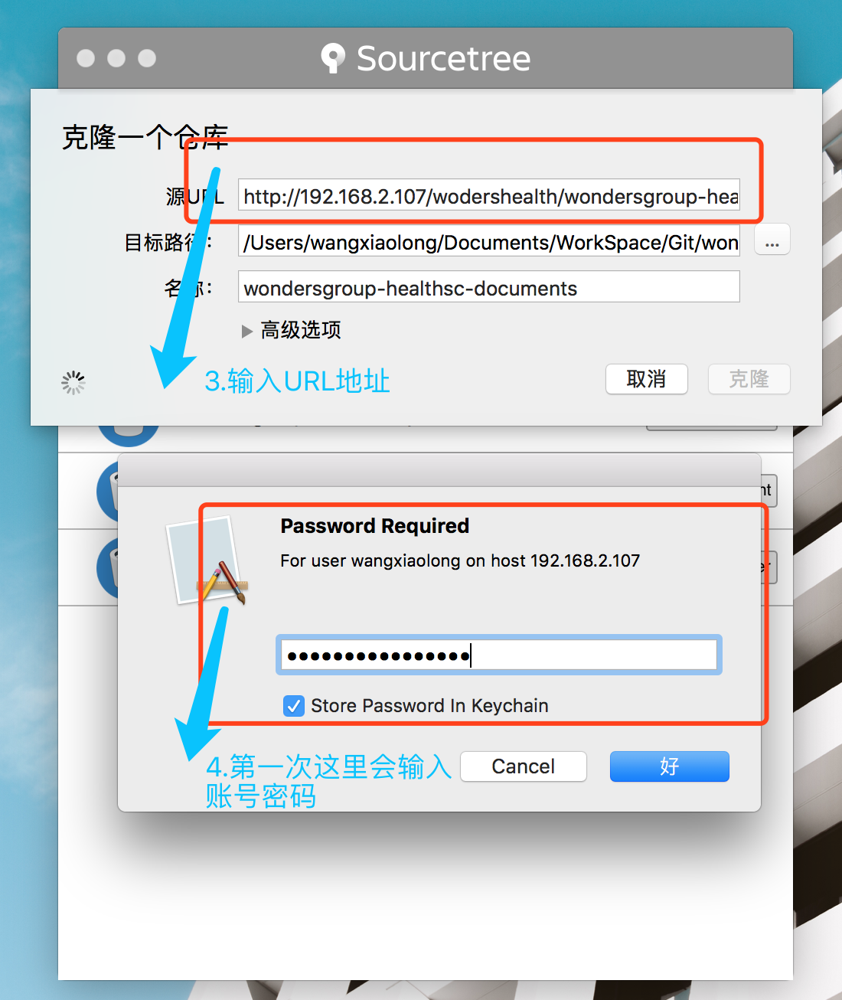 Sourcetree
克隆一个仓库
源URL
http://192.168.2.107/wodershealth/wondersgroup-hea
目标路径：
/Users/wangxiaolong/Documents/WorkSpace/Git/won
...
名称：
wondersgroup-healthsc-documents
高级选项
3.输入URL地址
取消
克隆
nt
Password Required
For user wangxiaolong on host 192.168.2.107
••••••••••••••••
Store Password In Keychain
4.第一次这里会输入
账号密码
Cancel
好